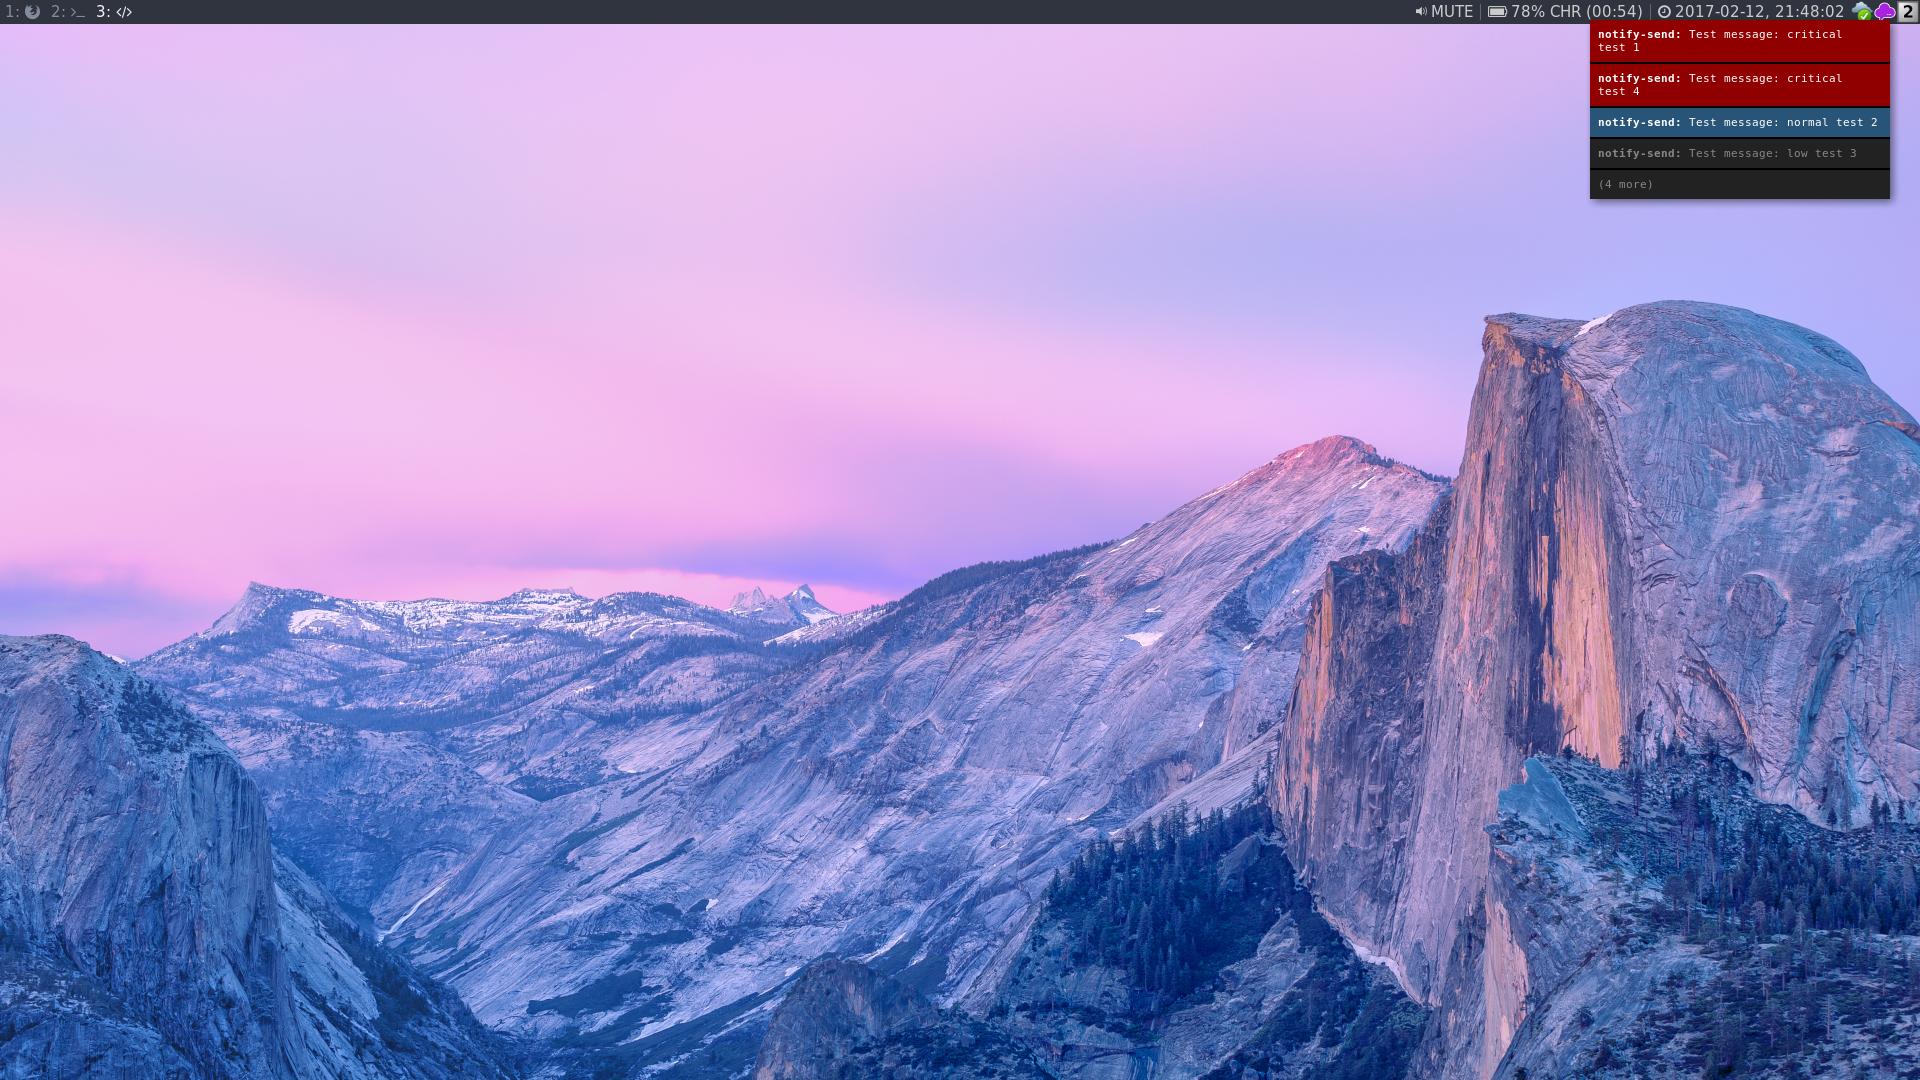 1: 2: >_ 3: </> MUTE 78% CHR (00:54) 2017-02-12, 21:48:02 2
notify-send: Test message: critical
test 1
notify-send: Test message: critical
test 4
notify-send: Test message: normal test 2
notify-send: Test message: low test 3
(4 more)